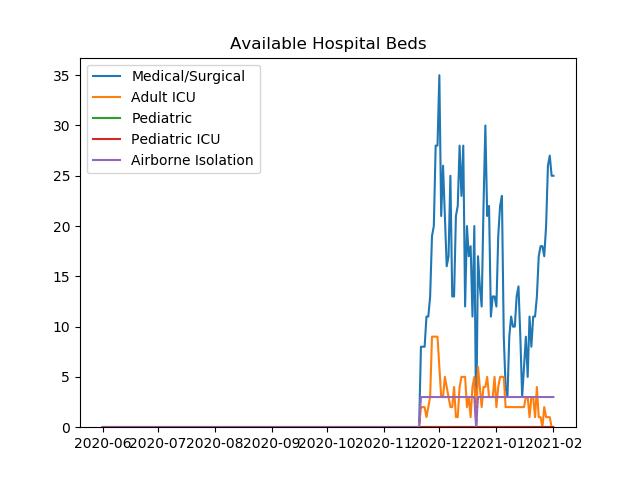 Available Hospital Beds
35
30
25
20
15
10
5
0
Medical/Surgical
Adult ICU
Pediatric
Pediatric ICU
Airborne Isolation
2020-06 2020-07 2020-08 2020-09 2020-10 2020-11 2020-12 2021-01 2021-02